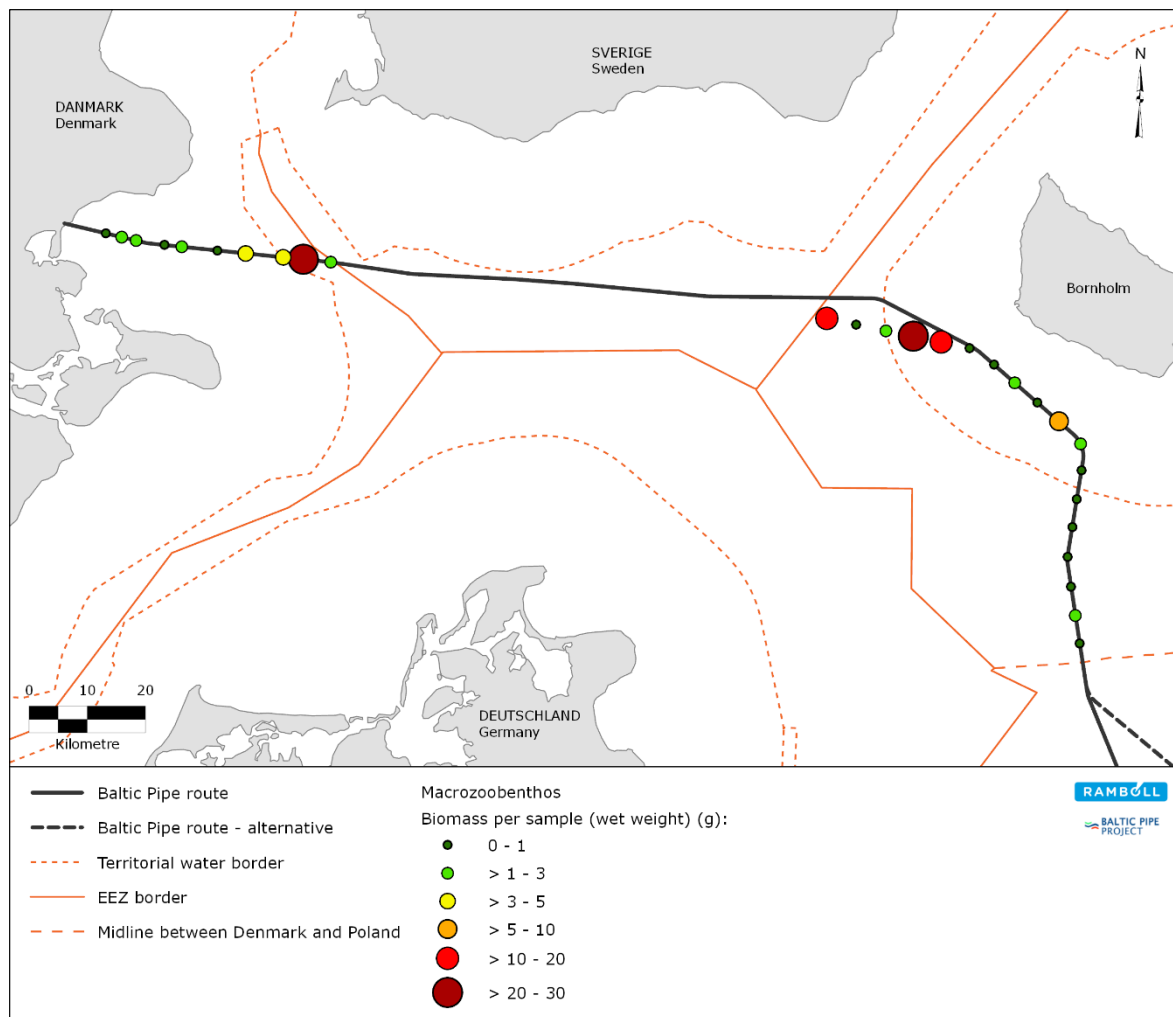 SVERIGE
Sweden
N
DANMARK
Denmark
Bornholm
0 10 20
Kilometre
DEUTSCHLAND
Germany
Baltic Pipe route
Baltic Pipe route - alternative
Territorial water border
EEZ border
Midline between Denmark and Poland
Macrozoobenthos
Biomass per sample (wet weight) (g):
0 - 1
> 1 - 3
> 3 - 5
> 5 - 10
> 10 - 20
> 20 - 30
RAMBOLL
BALTIC PIPE
PROJECT